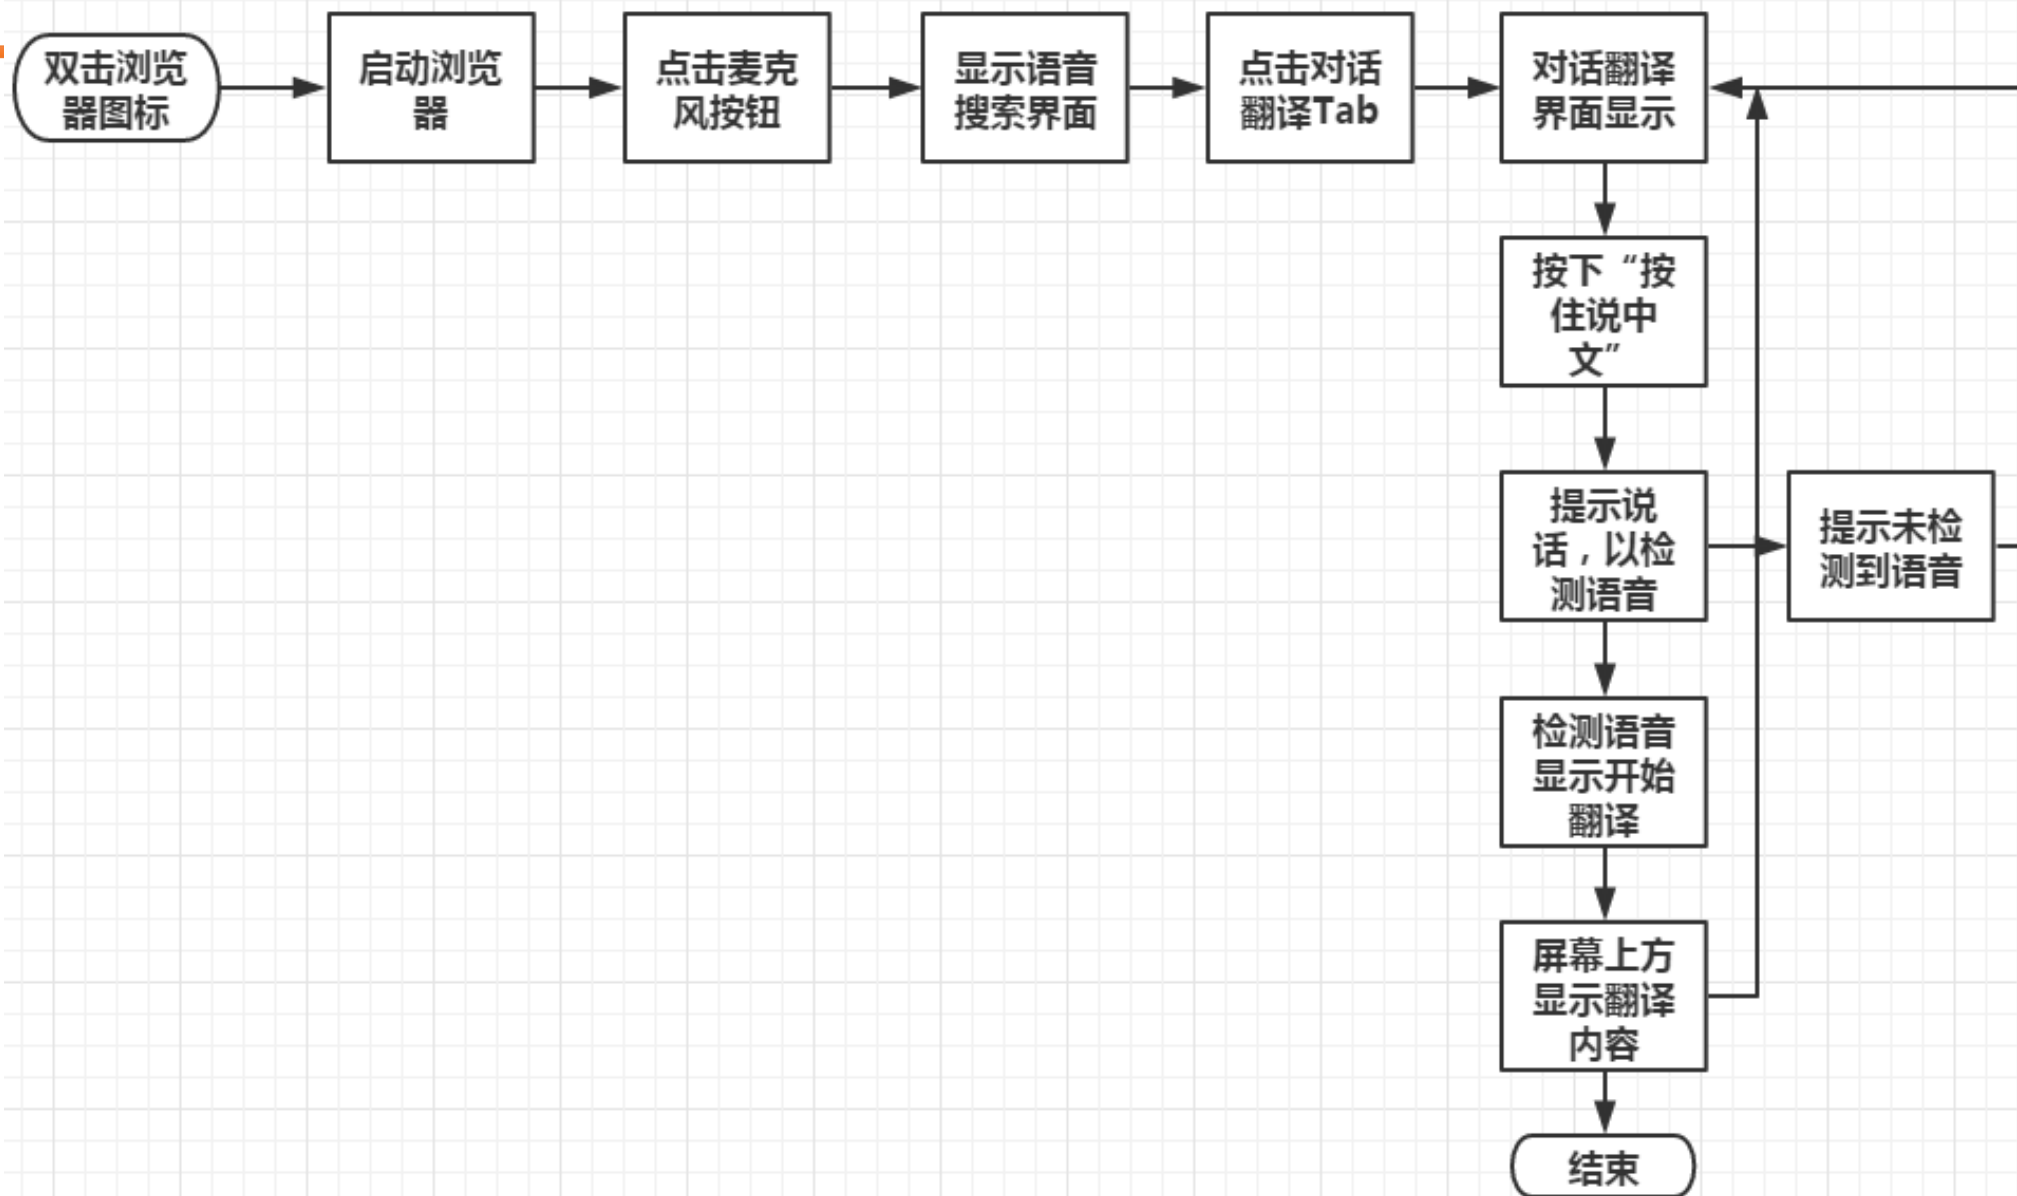 双击浏览
器图标
启动浏览
器
点击麦克
风按钮
显示语音
搜索界面
点击对话
翻译Tab
对话翻译
界面显示
按下“按
住说中
文”
提示说
话，以检
测语音
提示未检
测到语音
检测语音
显示开始
翻译
屏幕上方
显示翻译
内容
结束